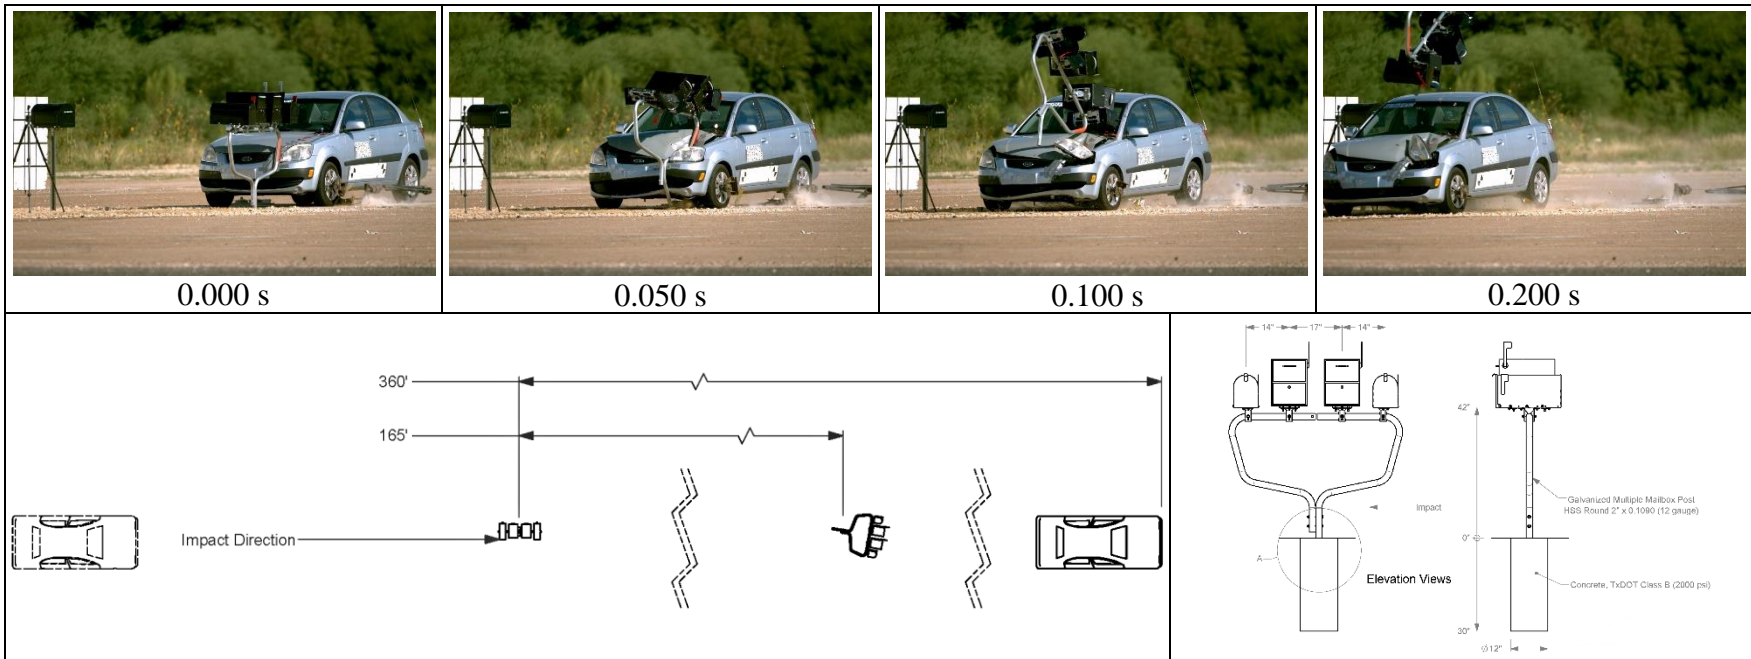 0.000 s
0.050 s
0.100 s
0.200 s
360'
165'
Impact Direction
14"
17"
14"
42"
Galvanized Multiple Mailbox Post
HSS Round 2" x 0.1090 (12 gauge)
Impact
0"
A
Elevation Views
Concrete, TxDOT Class B (2000 psi)
30"
Ø12"